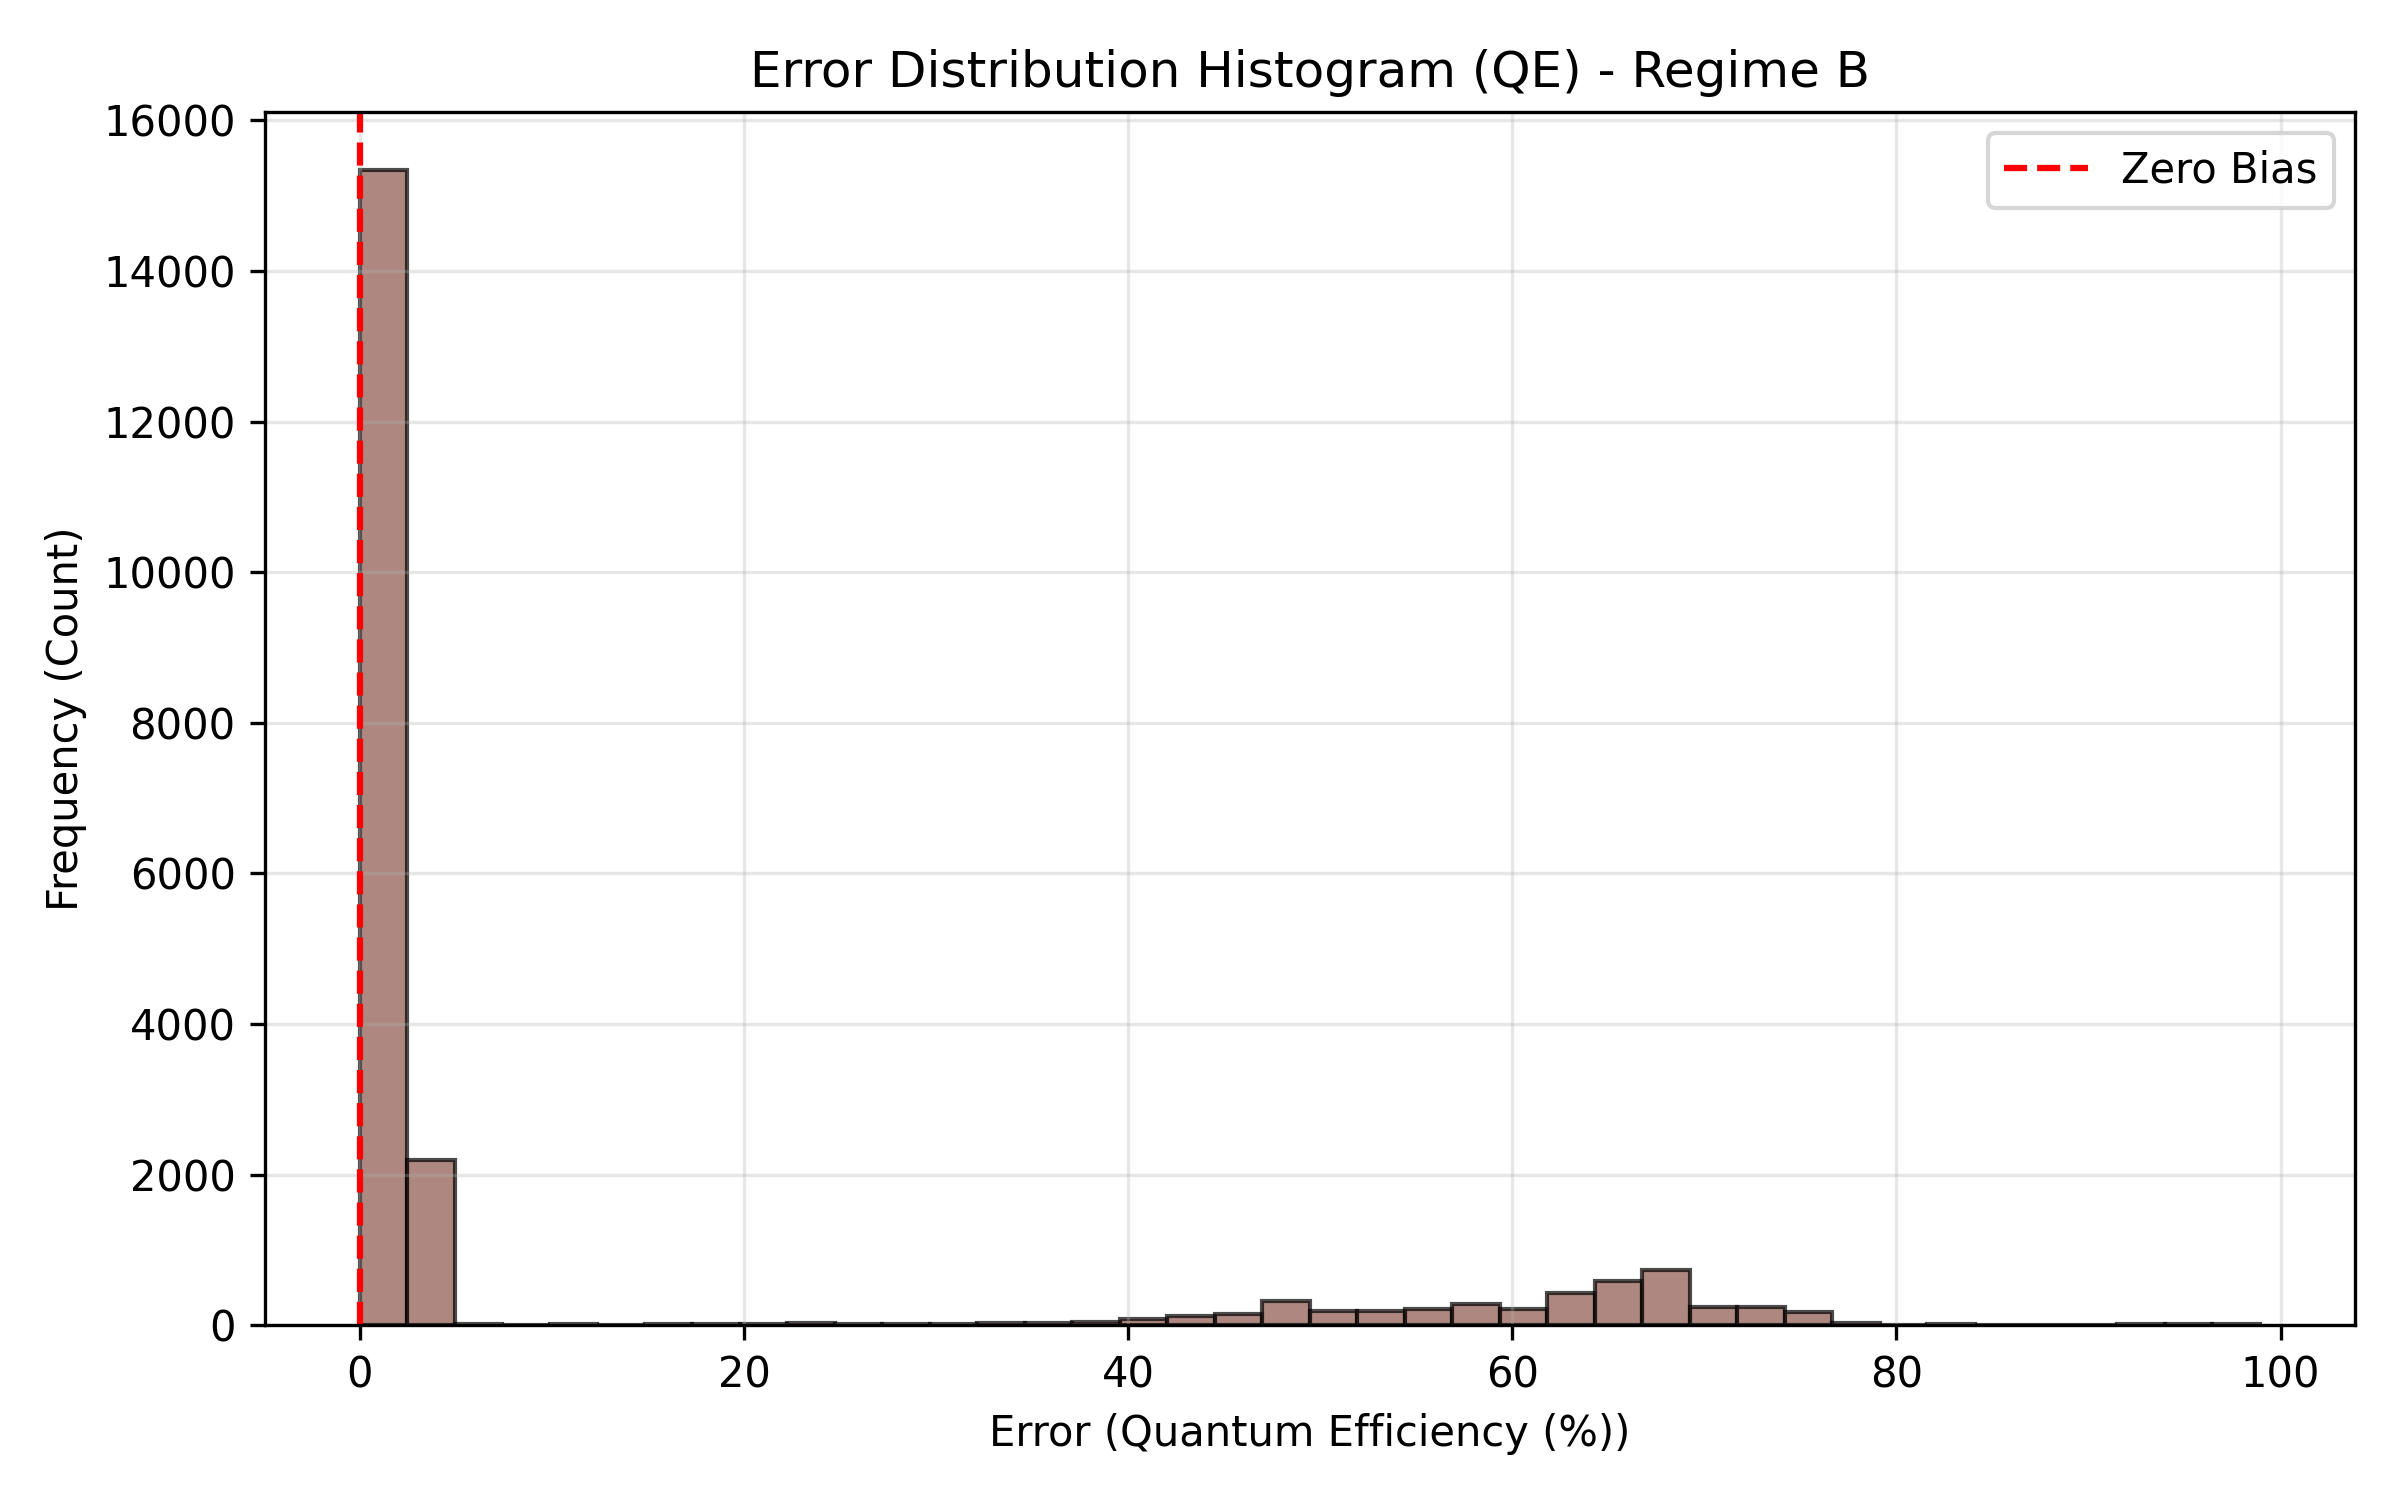 Error Distribution Histogram (QE) - Regime B
Zero Bias
16000
14000
12000
10000
8000
6000
4000
2000
0
Frequency (Count)
0 20 40 60 80 100
Error (Quantum Efficiency (%))